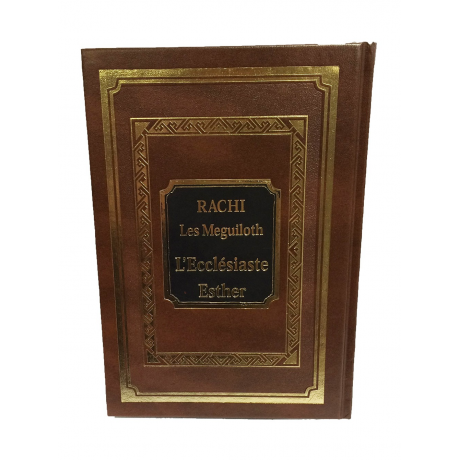 RACHI
Les Meguiloth
L'Ecclésiaste
Esther